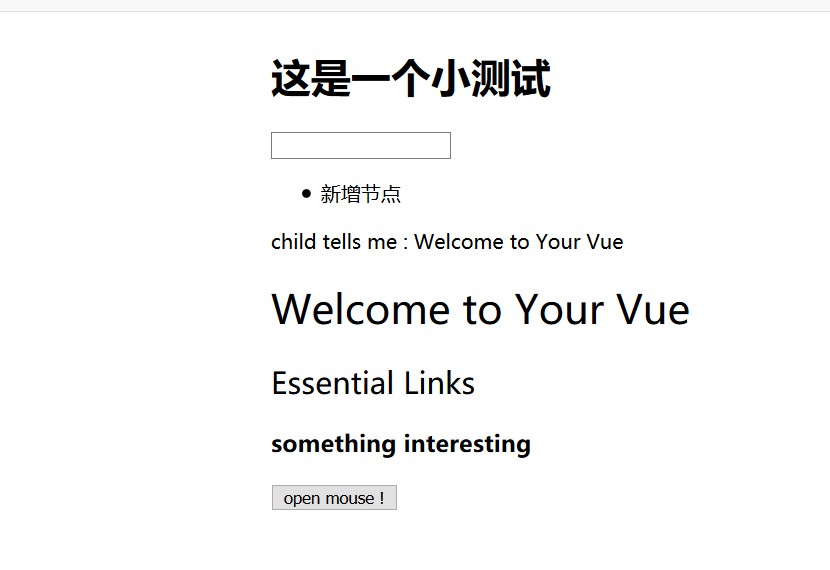 这是一个小测试
新增节点
child tells me : Welcome to Your Vue
Welcome to Your Vue
Essential Links
something interesting
open mouse !